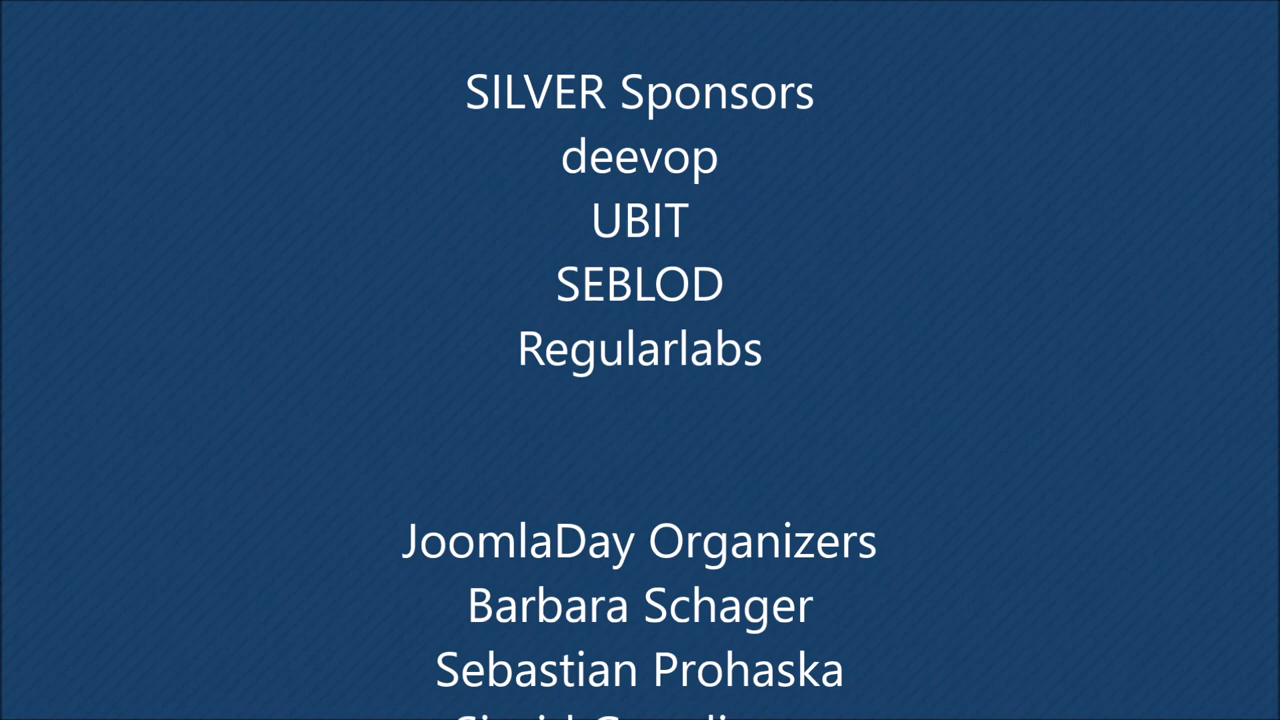 SILVER Sponsors
deevop
UBIT
SEBLOD
Regularlabs
JoomlaDay Organizers
Barbara Schager
Sebastian Prohaska